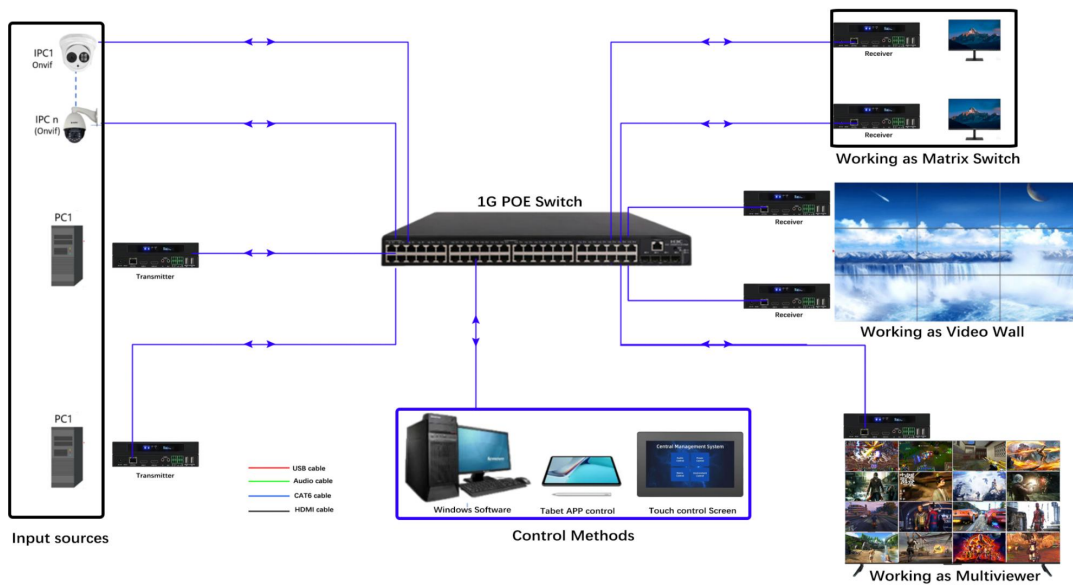 IPC1
Onvif
IPC n
(Onvif)
PC1
Transmitter
PC1
Transmitter
Input sources
1G POE Switch
USB cable
Audio cable
CAT6 cable
HDMI cable
Central Management System
Windows Software
Tabet APP control
Touch control Screen
Control Methods
Receiver
Receiver
Working as Matrix Switch
Receiver
Receiver
Working as Video Wall
Working as Multiviewer